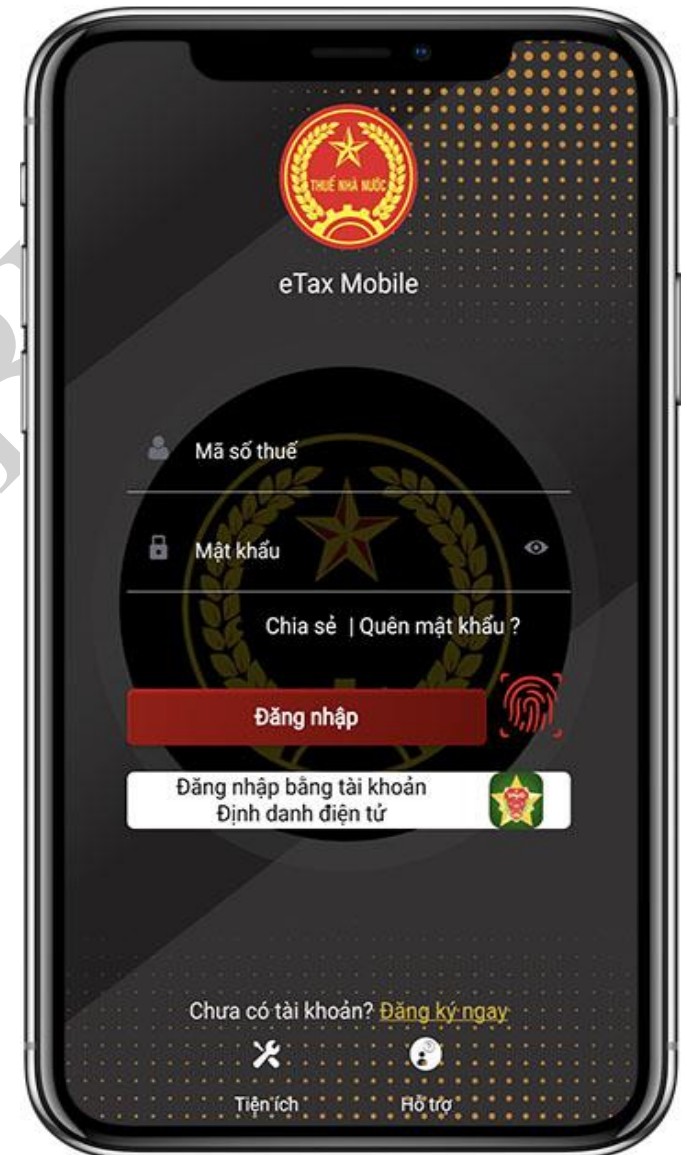 THUẾ NHÀ NƯỚC
eTax Mobile
Mã số thuế
Mật khẩu
Chia sẻ | Quên mật khẩu ?
Đăng nhập
Đăng nhập bằng tài khoản
Định danh điện tử
Chưa có tài khoản? Đăng ký ngay
Tiện ích
Hỗ trợ